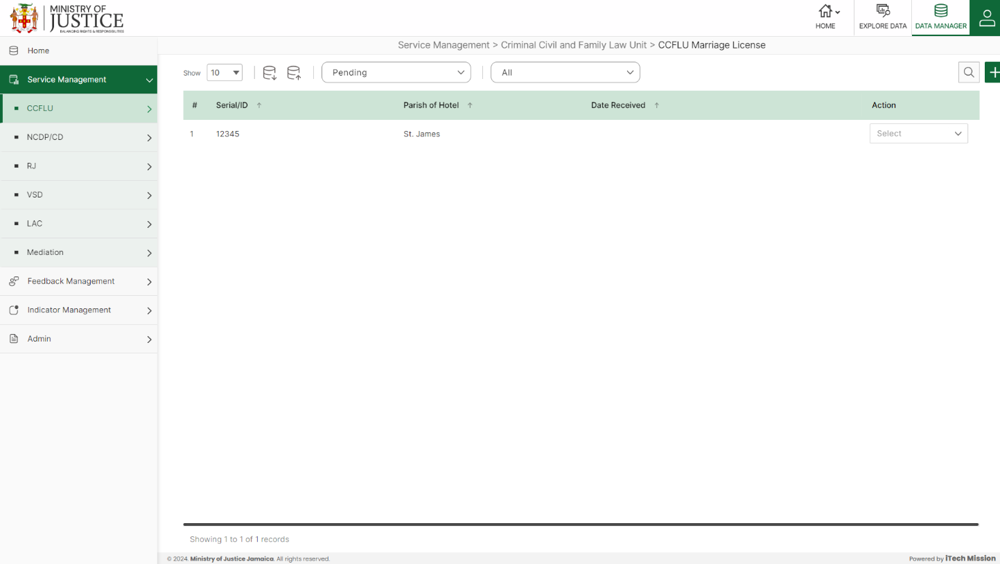 MINISTRY OF
JUSTICE
BALANCING RIGHTS & RESPONSIBILITIES
HOME
EXPLORE DATA
DATA MANAGER
Home
Service Management > Criminal Civil and Family Law Unit > CCFLU Marriage License
Service Management
CCFLU
NCDP/CD
RJ
VSD
LAC
Mediation
Feedback Management
Indicator Management
Admin
Show 10
Pending
All
# Serial/ID Parish of Hotel Date Received Action
1 12345 St. James Select
Showing 1 to 1 of 1 records
© 2024. Ministry of Justice Jamaica. All rights reserved.
Powered by iTech Mission